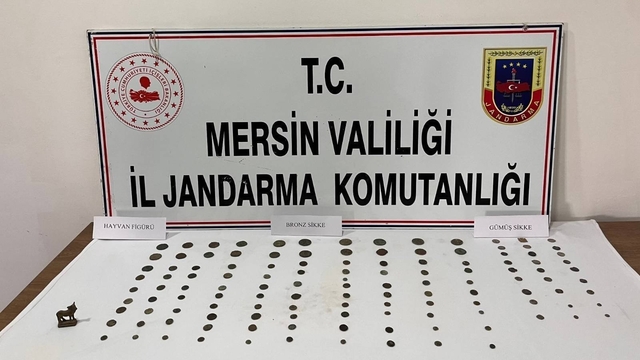 T.C.
MERSİN VALİLİĞİ
İL JANDARMA KOMUTANLIĞI
JANDARMA
HAYVAN FİGÜRÜ
BRONZ SİKKE
GÜMÜŞ SİKKE